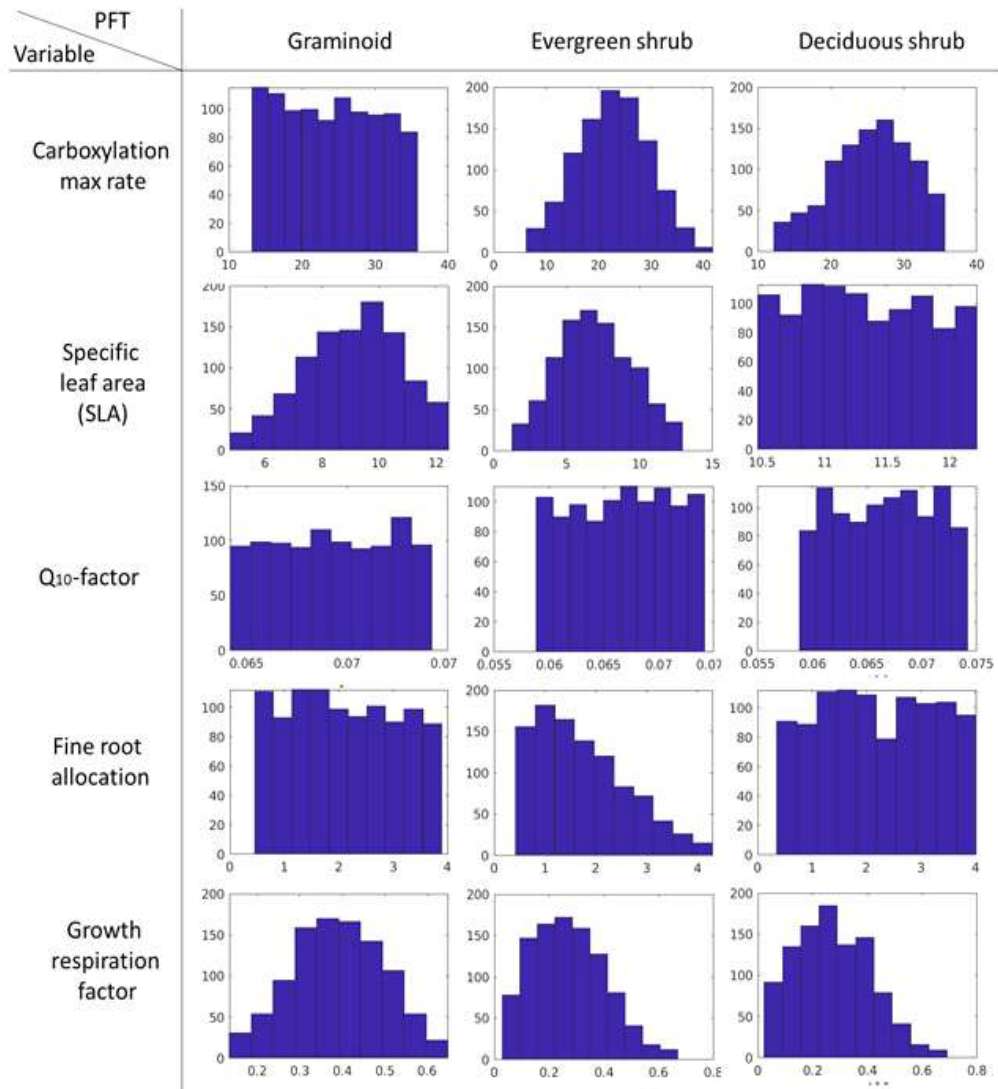 PFT
Variable
Graminoid
Evergreen shrub
Deciduous shrub
Carboxylation
max rate
100
80
60
40
20
0
10 20 30 40
200
150
100
50
0
0 10 20 30 40
200
150
100
50
0
10 20 30 40
Specific
leaf area
(SLA)
200
150
100
50
0
6 8 10 12
200
150
100
50
0
0 5 10 15
100
80
60
40
20
0
10.5 11 11.5 12
Q10-factor
150
100
50
0
0.065 0.07 0.07
100
80
60
40
20
0
0.055 0.06 0.065 0.07 0.07
100
80
60
40
20
0
0.055 0.06 0.065 0.07 0.075
Fine root
allocation
100
80
60
40
20
0
0 1 2 3 4
200
150
100
50
0
0 1 2 3 4
100
80
60
40
20
0
0 1 2 3 4
Growth
respiration
factor
200
150
100
50
0
0.2 0.3 0.4 0.5 0.6
200
150
100
50
0
0 0.2 0.4 0.6 0.8
200
150
100
50
0
0 0.2 0.4 0.6 0.8